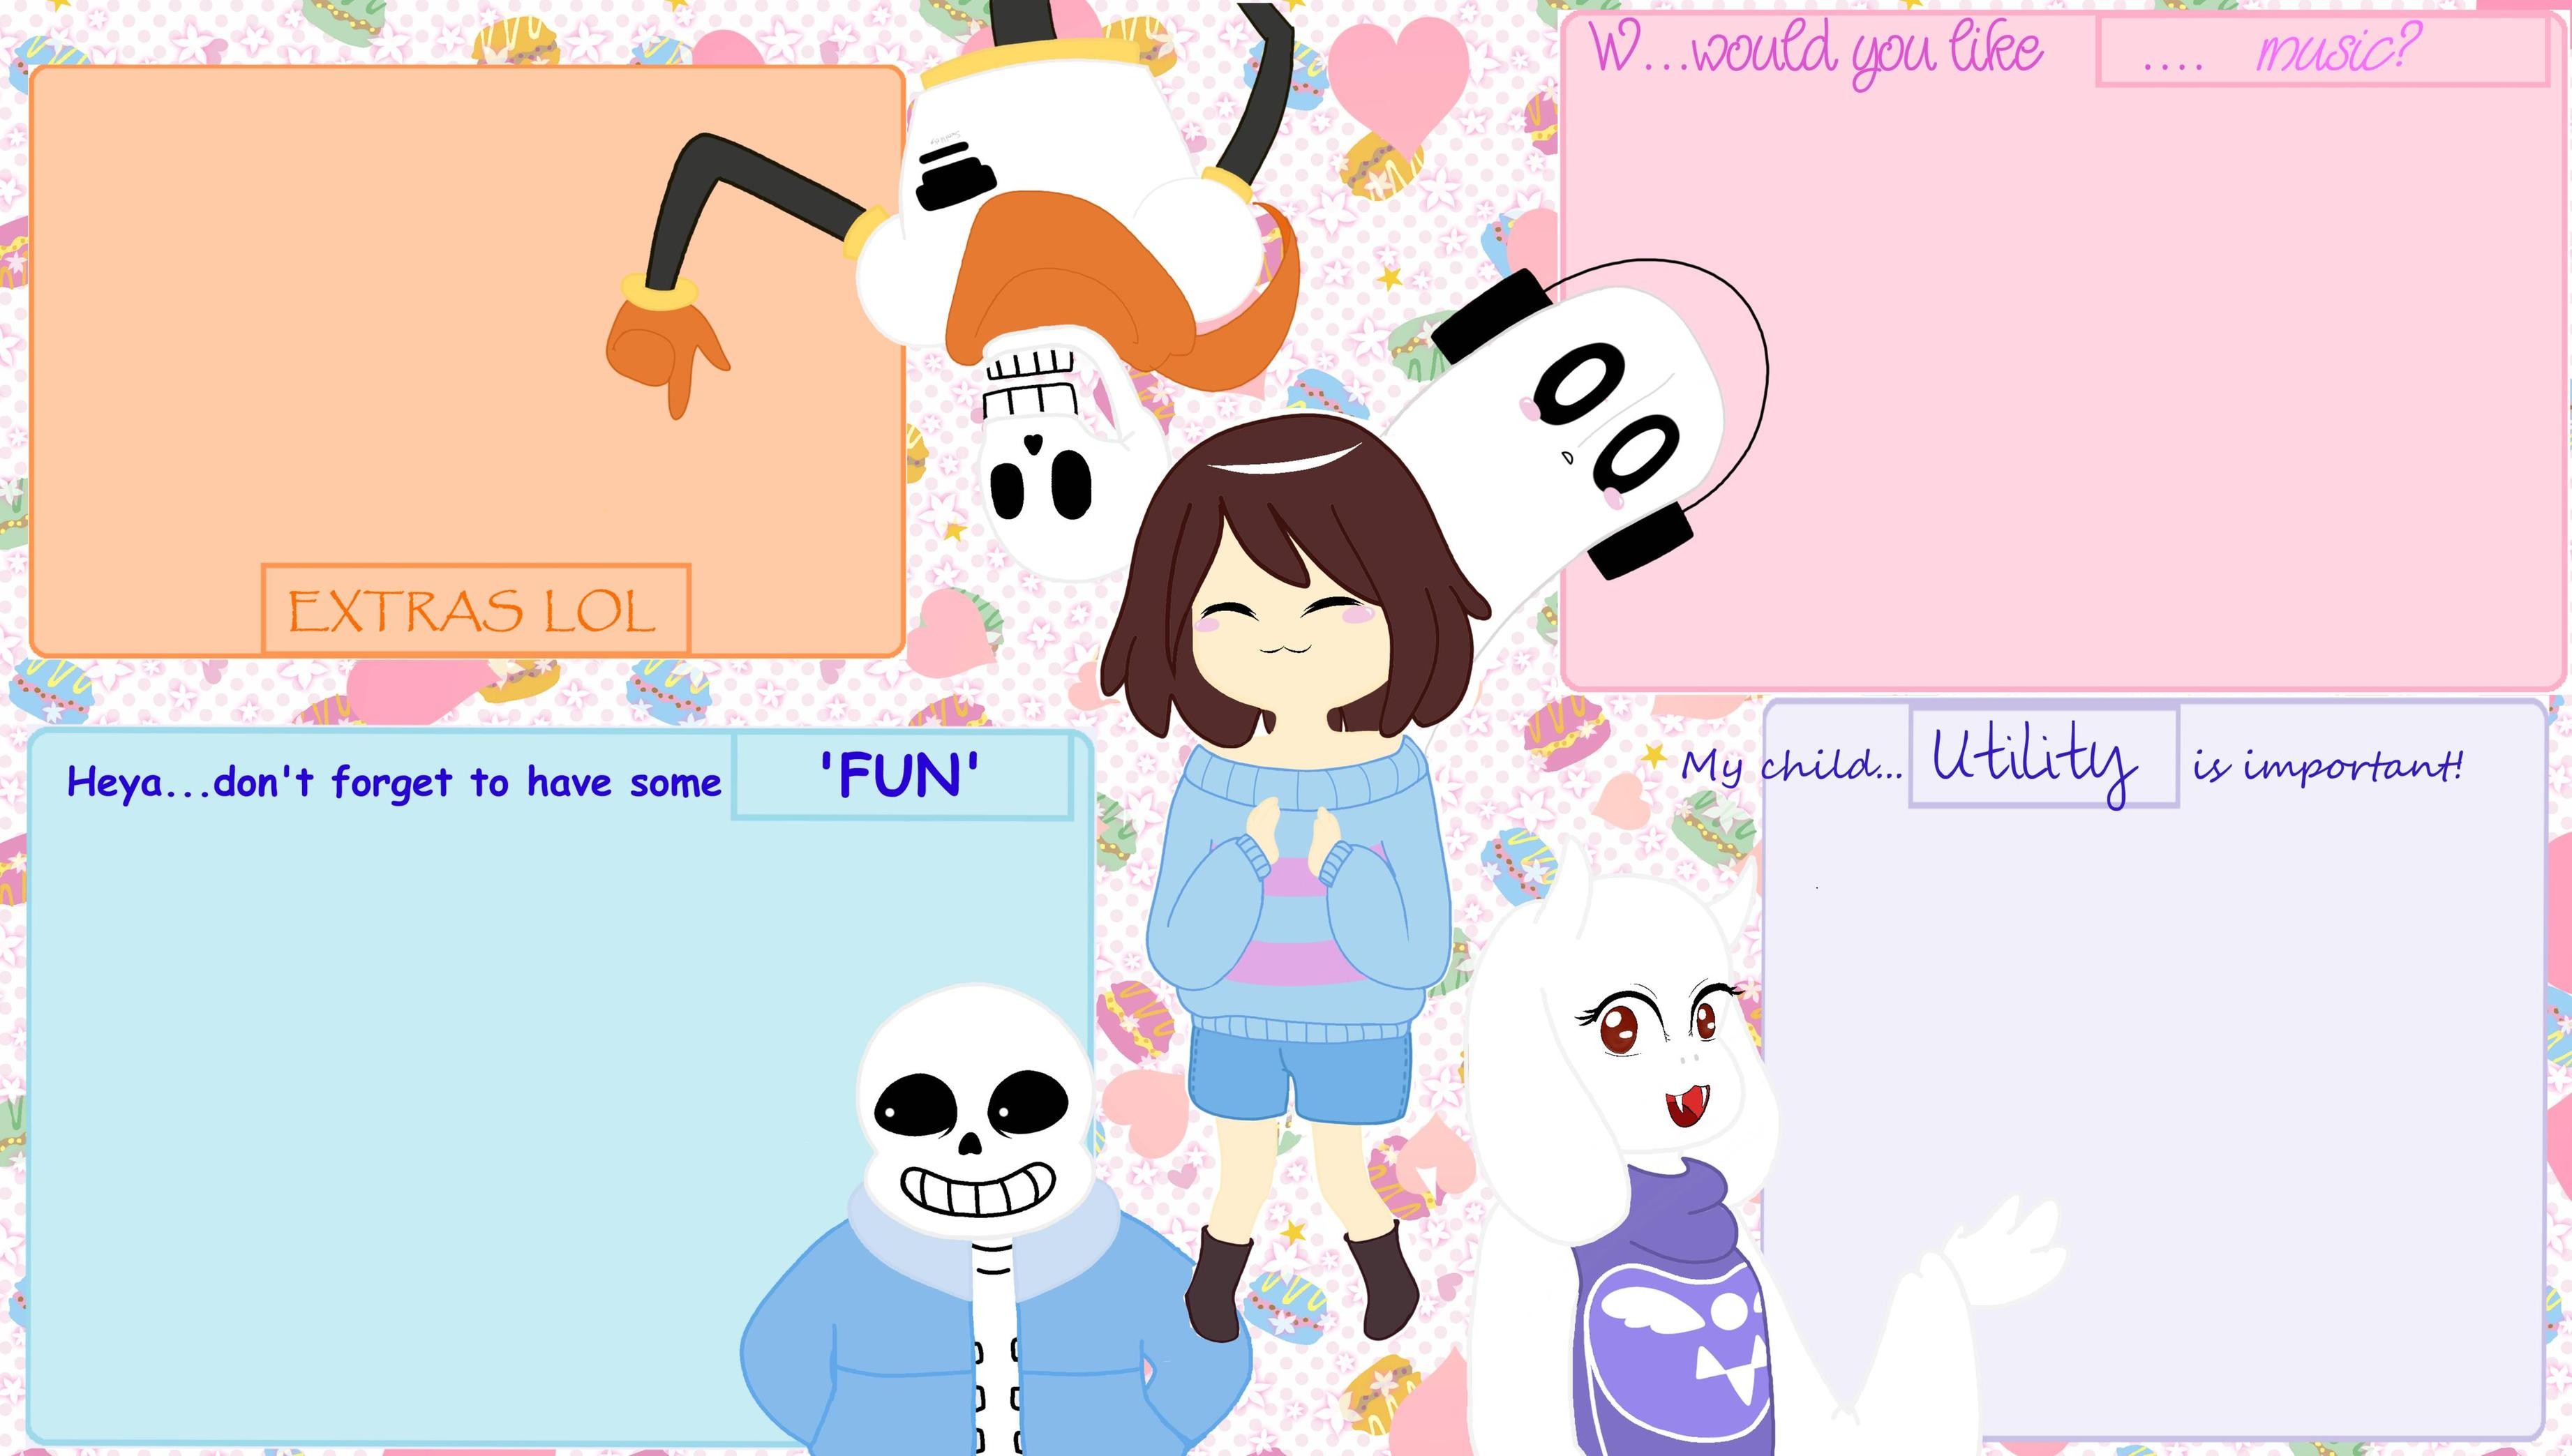 W...would you like .... music?
EXTRAS LOL
Heya...don't forget to have some 'FUN'
My child... Utility is important!